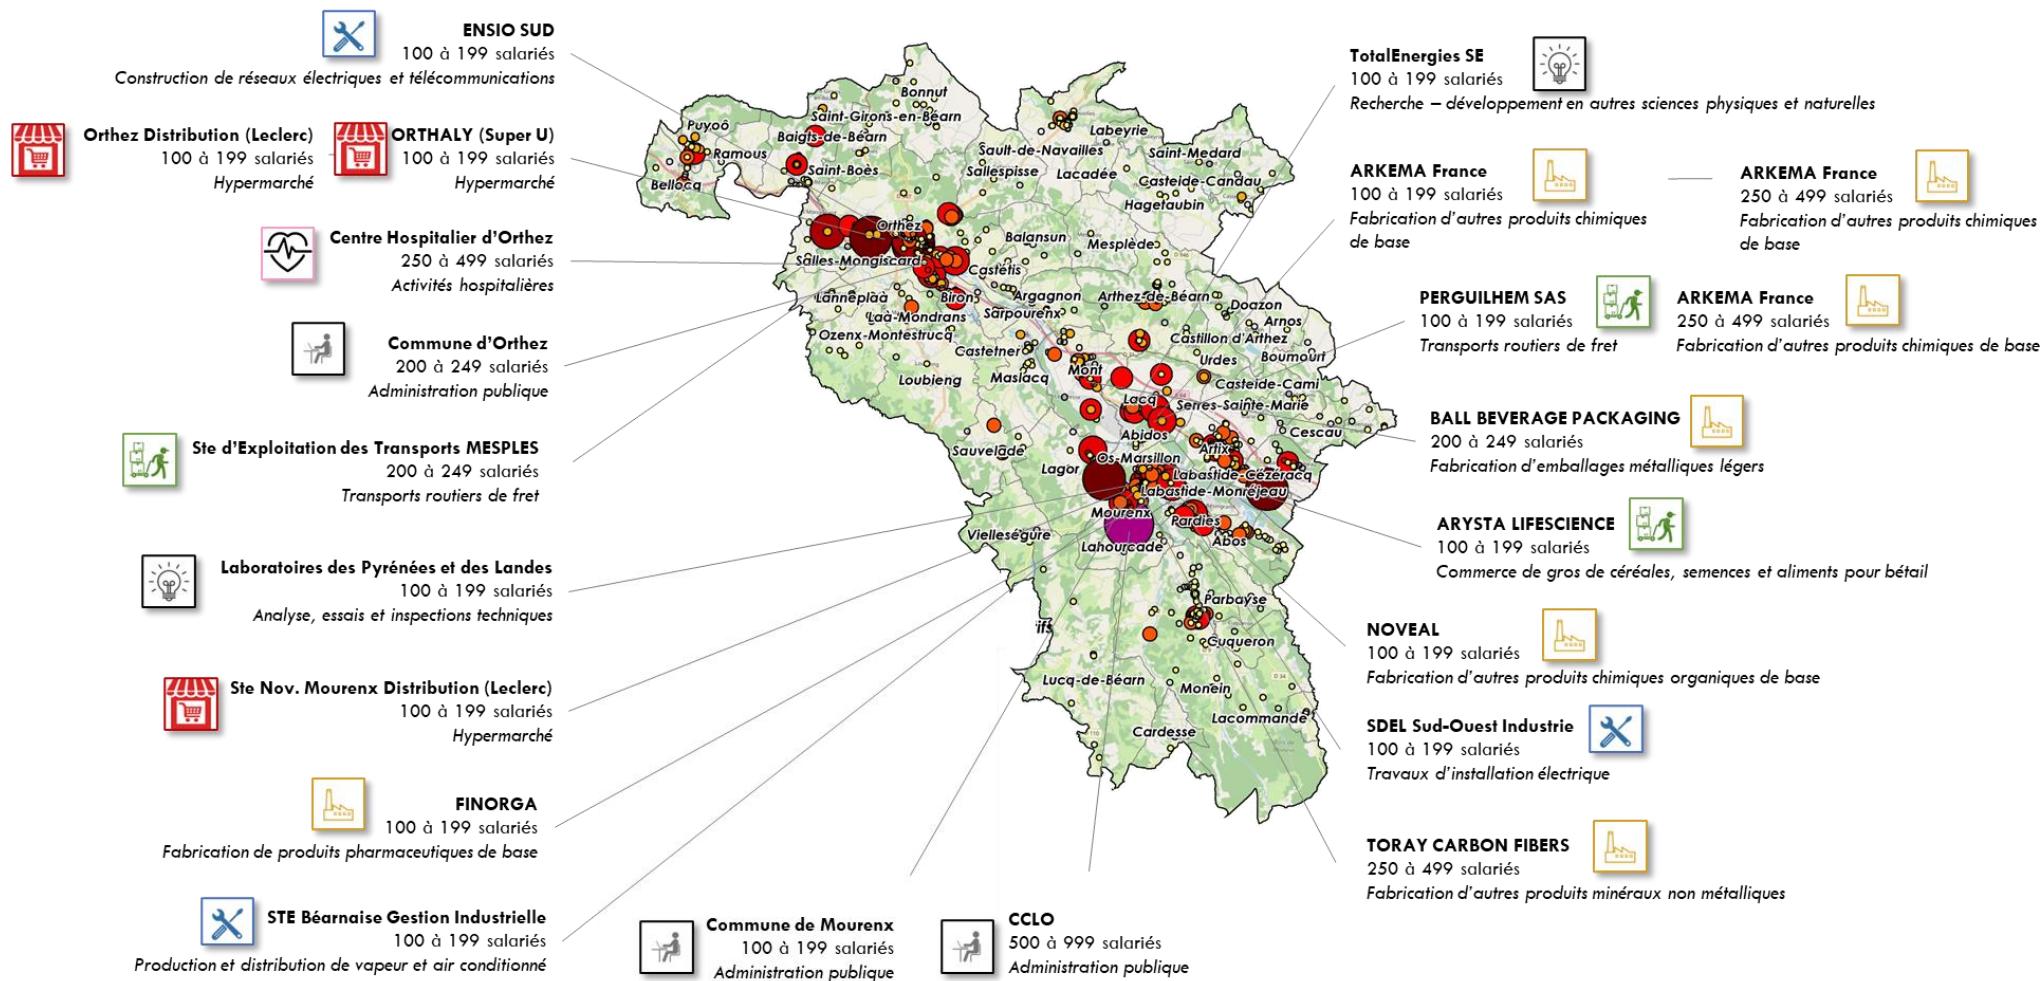 ENSIO SUD
100 à 199 salariés
Construction de réseaux électriques et télécommunications
Orthez Distribution (Leclerc)
100 à 199 salariés
Hypermarché
ORTHALY (Super U)
100 à 199 salariés
Hypermarché
Centre Hospitalier d'Orthez
250 à 499 salariés
Activités hospitalières
Commune d'Orthez
200 à 249 salariés
Administration publique
Ste d'Exploitation des Transports MESPLES
200 à 249 salariés
Transports routiers de fret
Laboratoires des Pyrénées et des Landes
100 à 199 salariés
Analyse, essais et inspections techniques
Ste Nov. Mourenx Distribution (Leclerc)
100 à 199 salariés
Hypermarché
FINORGA
100 à 199 salariés
Fabrication de produits pharmaceutiques de base
STE Béarnaise Gestion Industrielle
100 à 199 salariés
Production et distribution de vapeur et air conditionné
Commune de Mourenx
100 à 199 salariés
Administration publique
CCLO
500 à 999 salariés
Administration publique
Bonnut
Saint-Girons-en-Béarn
Puyoô
Baigts-de-Béarn
Labeyrie
Ramous
Sault-de-Navailles
Saint-Medard
Saint-Boès
Sallespisse
Lacadée
Bellocq
Casteide-Candau
Hagetaubin
Orthez
Balansun
Mesplède
Salles-Mongiscard
Castétis
Lanneplaà
Biron
Argagnon
Arthez-de-Béarn
Doazon
Laà-Mondrans
Sarpourenx
Arnos
Ozenx-Montestrucq
Castillon d'Arthez
Castetner
Urdes
Boumourt
Loubieng
Maslacq
Mont
Casteide-Cami
Lacq
Serres-Sainte-Marie
Abidos
Cescau
Sauvelade
Artix
Os-Marsillon
Lagor
Labastide-Cézéracq
Labastide-Monréjeau
Mourenx
Pardies
Vielleségure
Abos
Lahourcade
Parbayse
ifs
Cuqueron
Lucq-de-Béarn
Monein
Lacommande
Cardesse
TotalEnergies SE
100 à 199 salariés
Recherche – développement en autres sciences physiques et naturelles
ARKEMA France
100 à 199 salariés
Fabrication d'autres produits chimiques
de base
ARKEMA France
250 à 499 salariés
Fabrication d'autres produits chimiques
de base
PERGUILHEM SAS
100 à 199 salariés
Transports routiers de fret
ARKEMA France
250 à 499 salariés
Fabrication d'autres produits chimiques de base
BALL BEVERAGE PACKAGING
200 à 249 salariés
Fabrication d'emballages métalliques légers
ARYSTA LIFESCIENCE
100 à 199 salariés
Commerce de gros de céréales, semences et aliments pour bétail
NOVEAL
100 à 199 salariés
Fabrication d'autres produits chimiques organiques de base
SDEL Sud-Ouest Industrie
100 à 199 salariés
Travaux d'installation électrique
TORAY CARBON FIBERS
250 à 499 salariés
Fabrication d'autres produits minéraux non métalliques